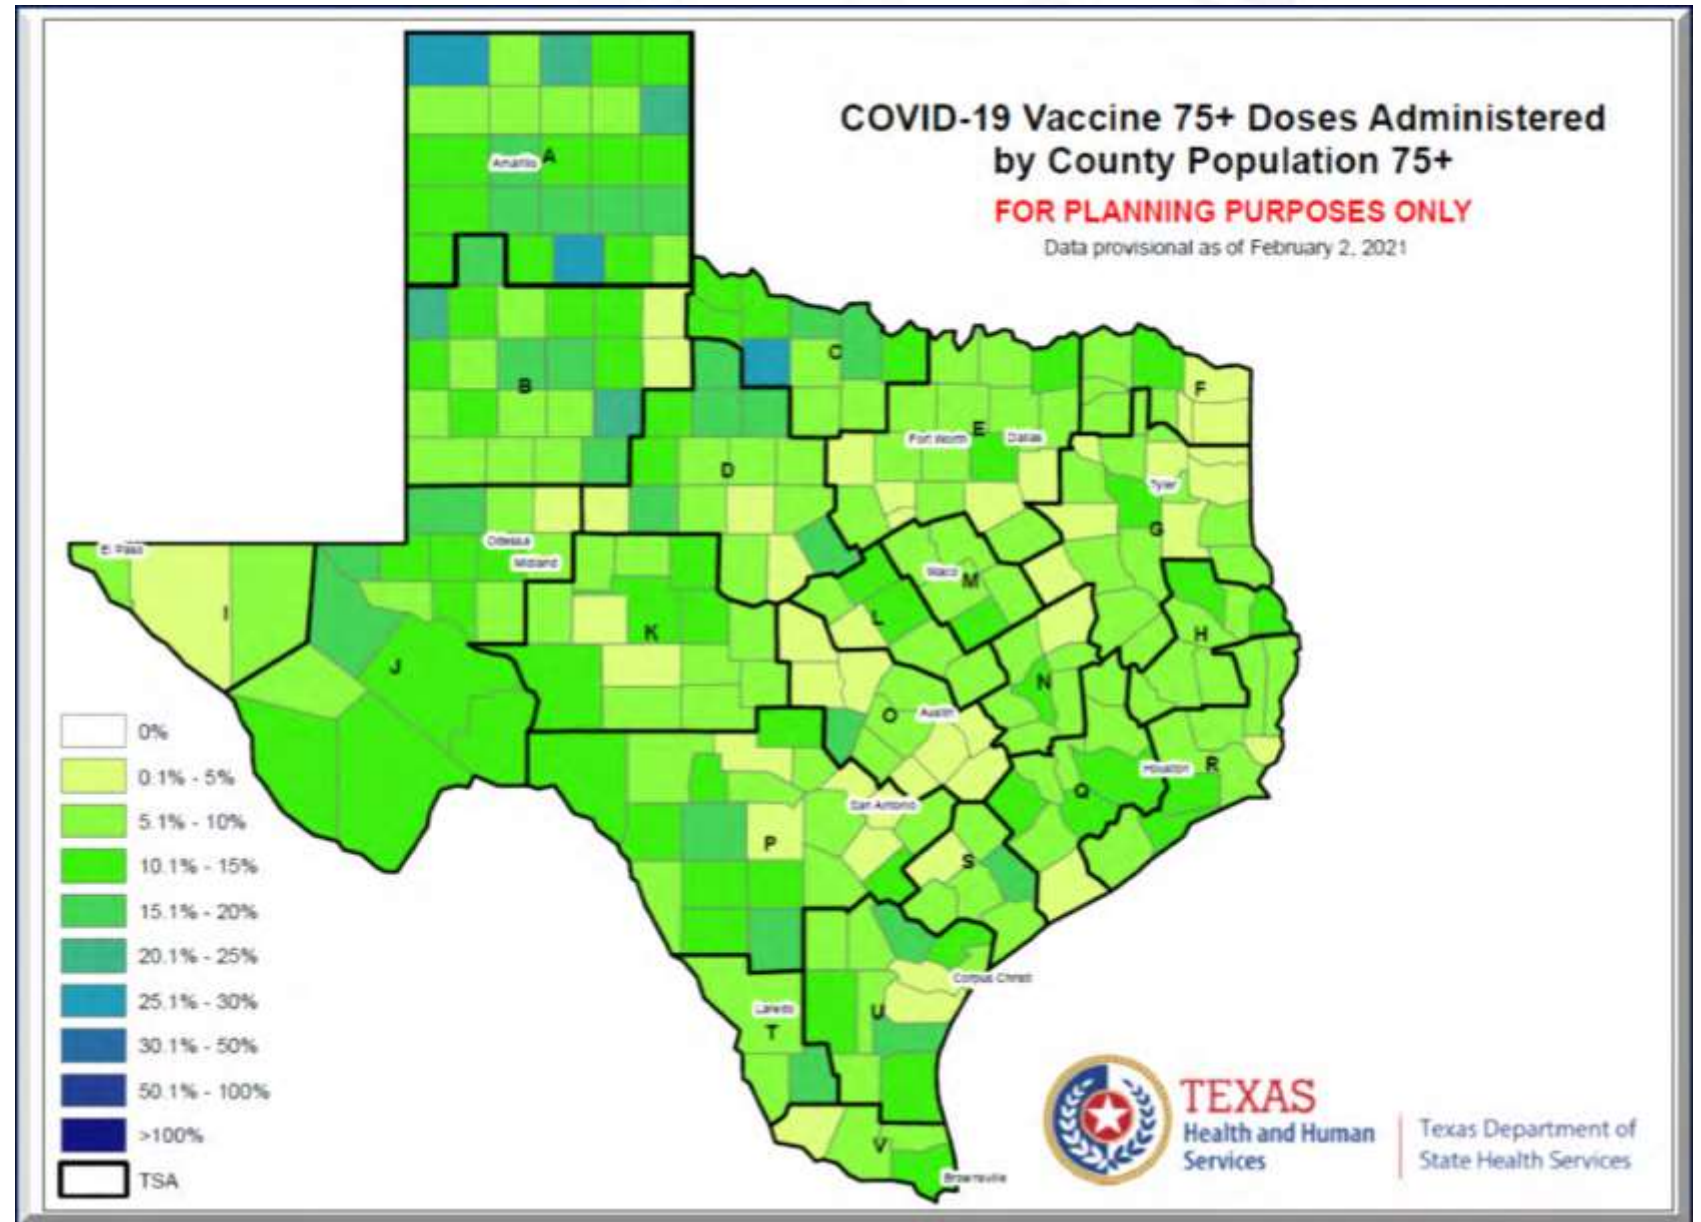 COVID-19 Vaccine 75+ Doses Administered
by County Population 75+
FOR PLANNING PURPOSES ONLY
Data provisional as of February 2, 2021
A
Amarillo
B
C
D
E
Fort Worth
Dallas
F
Tyler
G
El Paso
Odessa
Midland
I
J
K
Waco
M
L
H
N
O
Austin
Houston
R
Q
San Antonio
P
S
Corpus Christi
Laredo
T
U
V
Brownsville
0%
0.1% - 5%
5.1% - 10%
10.1% - 15%
15.1% - 20%
20.1% - 25%
25.1% - 30%
30.1% - 50%
50.1% - 100%
>100%
TSA
TEXAS
Health and Human
Services
Texas Department of
State Health Services